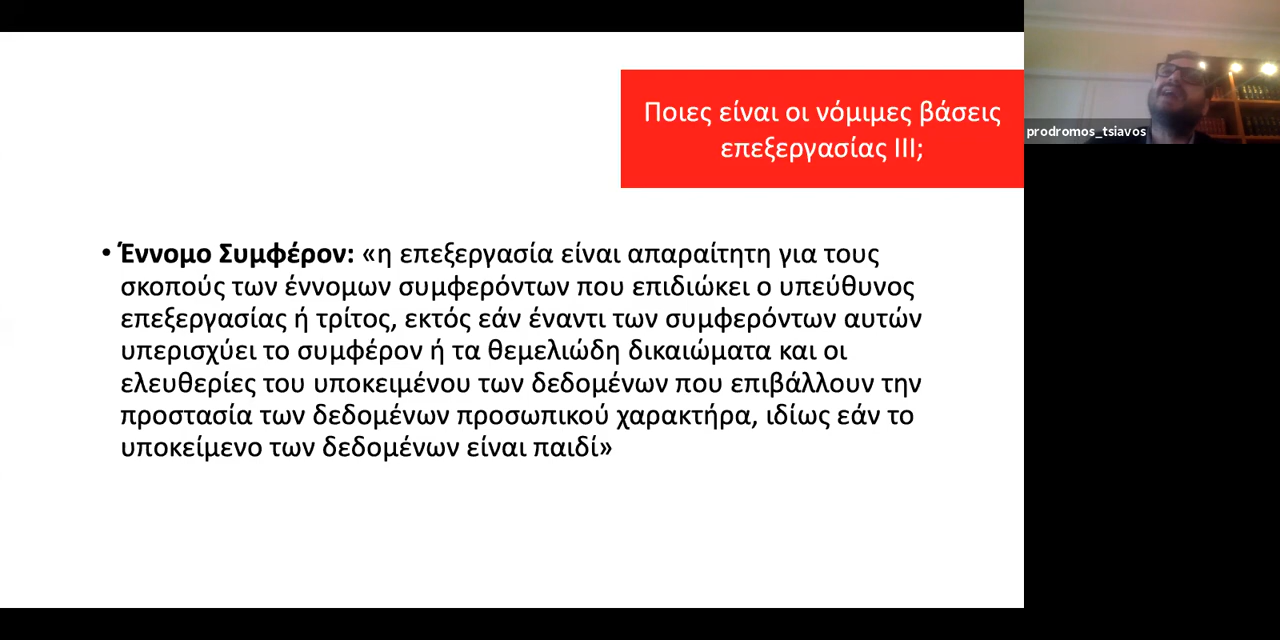 Ποιες είναι οι νόμιμες βάσεις
επεξεργασίας III;
prodromos_tsiavos
• Έννομο Συμφέρον: «η επεξεργασία είναι απαραίτητη για τους
σκοπούς των έννομων συμφερόντων που επιδιώκει ο υπεύθυνος
επεξεργασίας ή τρίτος, εκτός εάν έναντι των συμφερόντων αυτών
υπερισχύει το συμφέρον ή τα θεμελιώδη δικαιώματα και οι
ελευθερίες του υποκειμένου των δεδομένων που επιβάλλουν την
προστασία των δεδομένων προσωπικού χαρακτήρα, ιδίως εάν το
υποκείμενο των δεδομένων είναι παιδί»